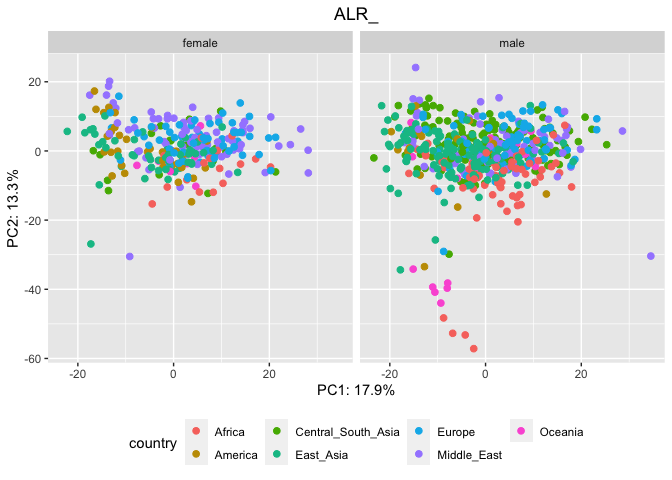 ALR_
female
male
PC2: 13.3%
20
0
-20
-40
-60
-20 0 20 -20 0 20
PC1: 17.9%
country
Africa Central_South_Asia Europe Oceania
America East_Asia Middle_East